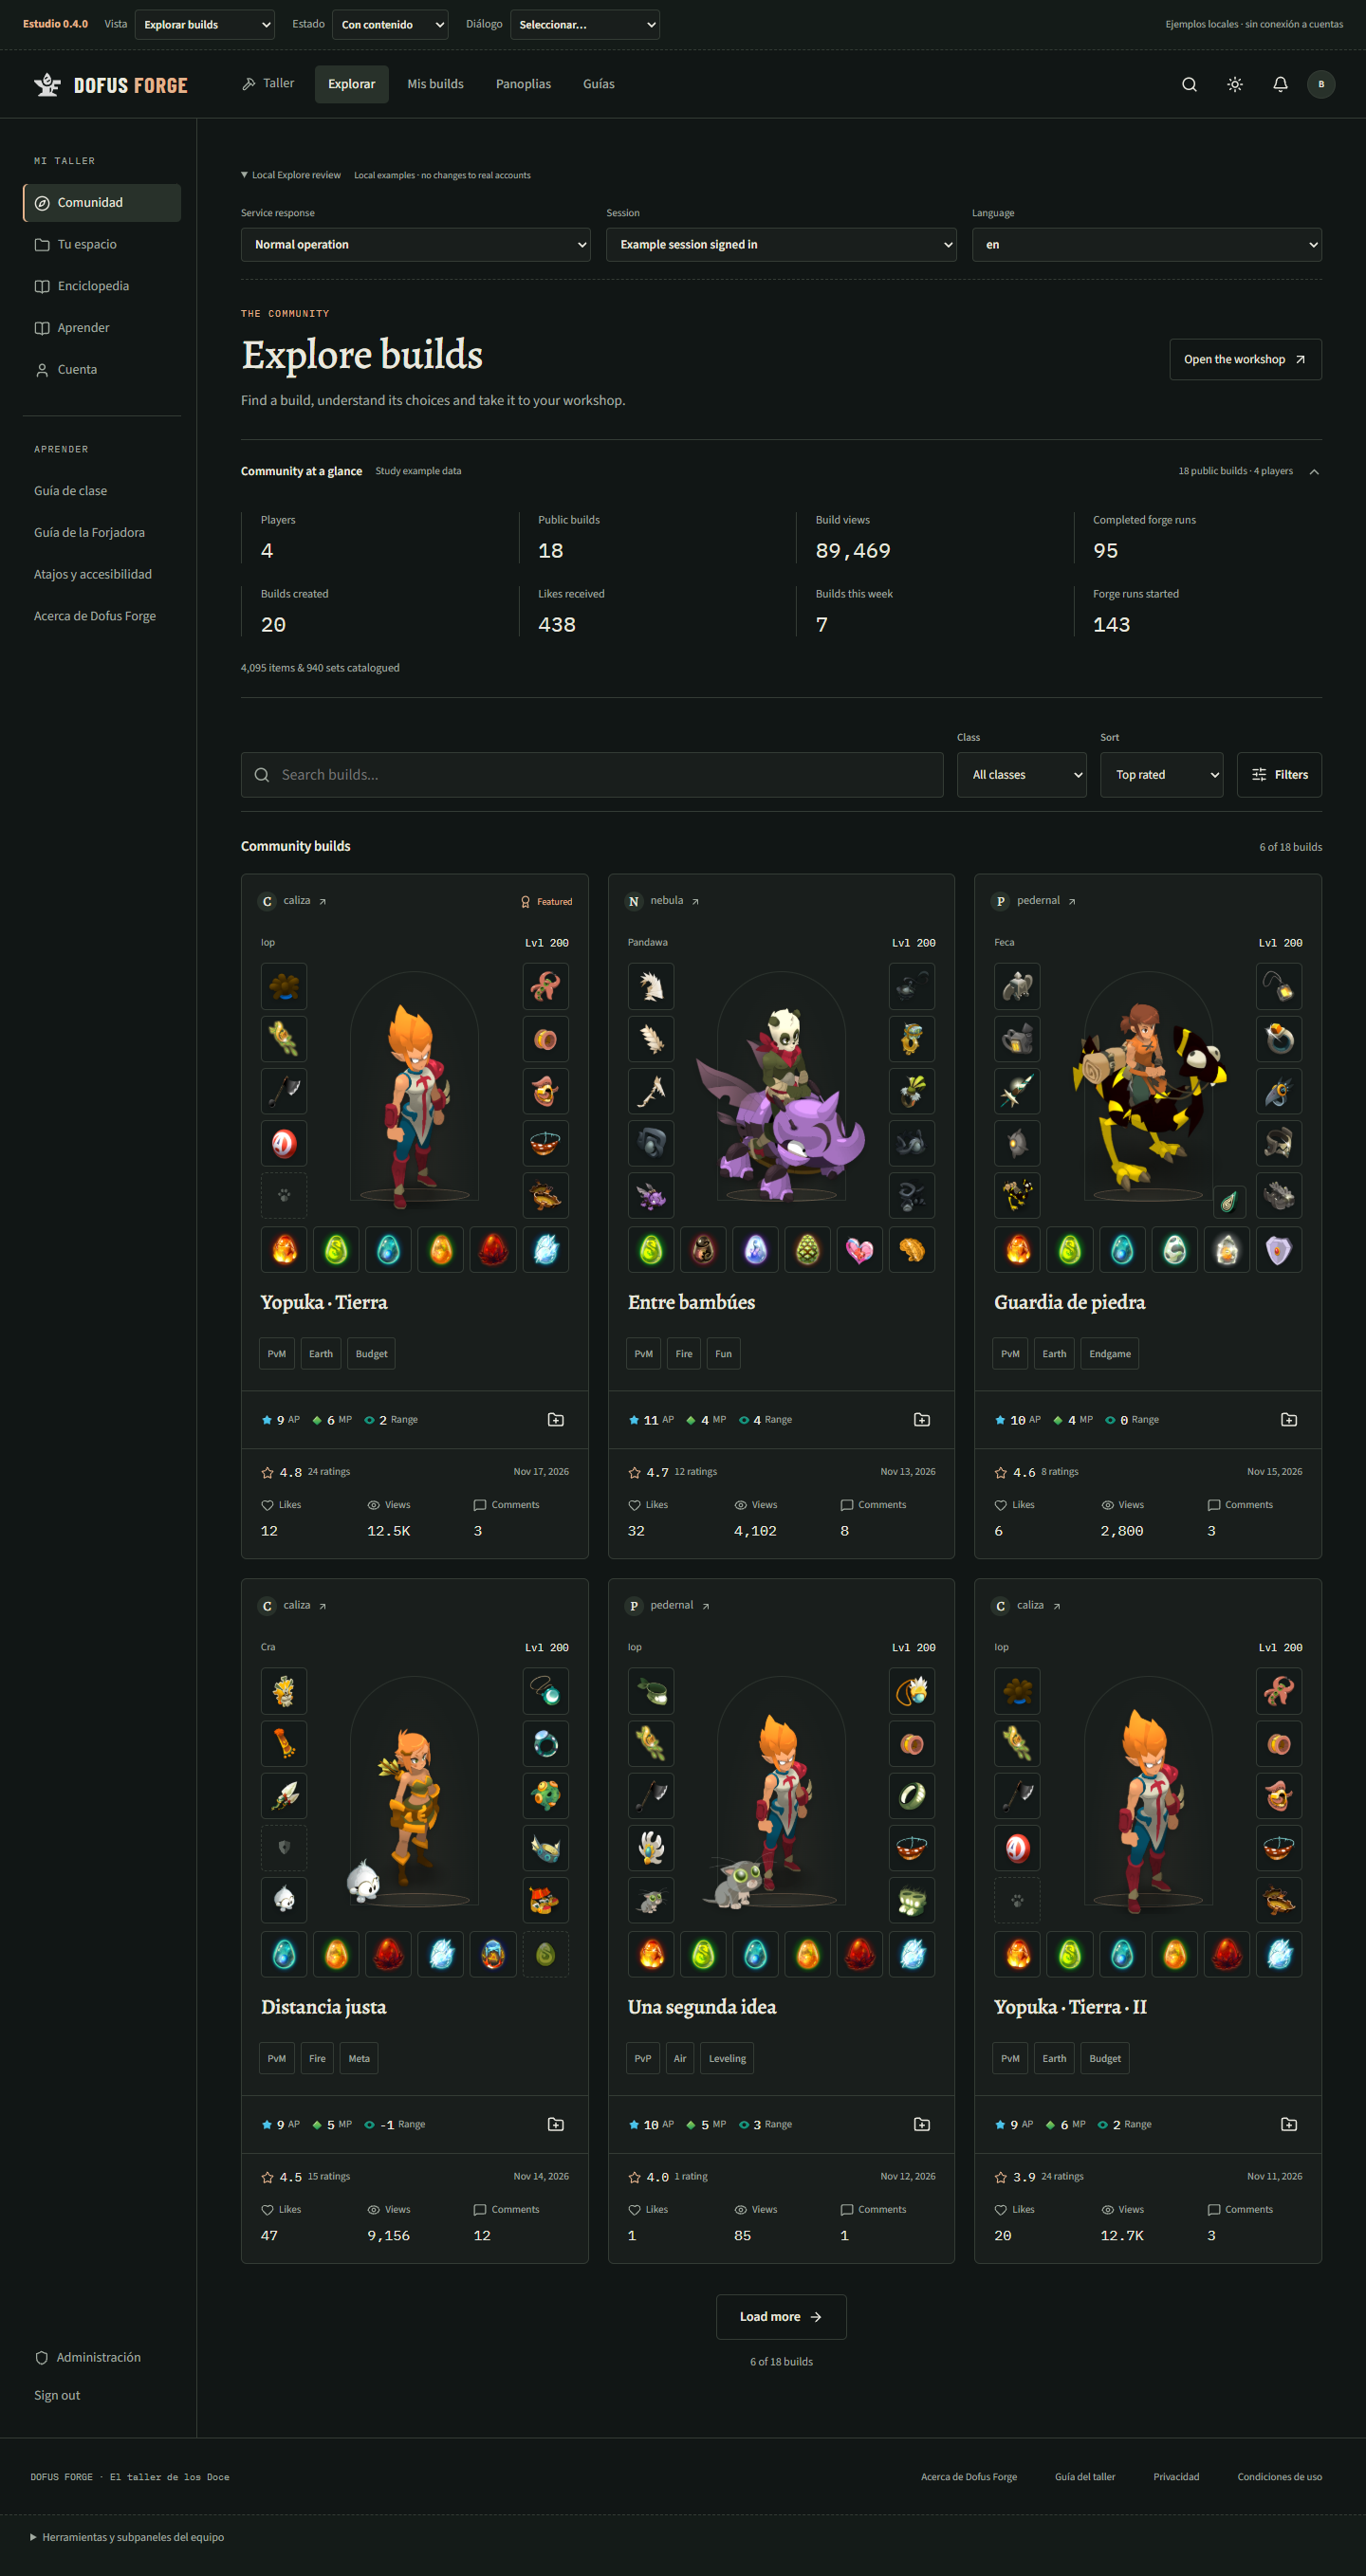 Estudio 0.4.0 Vista Explorar builds Estado Con contenido Diálogo Seleccionar... Ejemplos locales · sin conexión a cuentas
DOFUS FORGE Taller Explorar Mis builds Panoplias Guías B
MI TALLER
Comunidad
Tu espacio
Enciclopedia
Aprender
Cuenta
APRENDER
Guía de clase
Guía de la Forjadora
Atajos y accesibilidad
Acerca de Dofus Forge
Administración
Sign out
▼ Local Explore review Local examples · no changes to real accounts
Service response Session Language
Normal operation Example session signed in en
THE COMMUNITY
Explore builds
Open the workshop
Find a build, understand its choices and take it to your workshop.
Community at a glance Study example data 18 public builds · 4 players
Players Public builds Build views Completed forge runs
4 18 89,469 95
Builds created Likes received Builds this week Forge runs started
20 438 7 143
4,095 items & 940 sets catalogued
Class Sort
Search builds... All classes Top rated Filters
Community builds 6 of 18 builds
C caliza Featured
Iop Lvl 200
Yopuka · Tierra
PvM Earth Budget
9 AP 6 MP 2 Range
4.8 24 ratings Nov 17, 2026
Likes Views Comments
12 12.5K 3
N nebula
Pandawa Lvl 200
Entre bambúes
PvM Fire Fun
11 AP 4 MP 4 Range
4.7 12 ratings Nov 13, 2026
Likes Views Comments
32 4,102 8
P pedernal
Feca Lvl 200
Guardia de piedra
PvM Earth Endgame
10 AP 4 MP 0 Range
4.6 8 ratings Nov 15, 2026
Likes Views Comments
6 2,800 3
C caliza
Cra Lvl 200
Distancia justa
PvM Fire Meta
9 AP 5 MP -1 Range
4.5 15 ratings Nov 14, 2026
Likes Views Comments
47 9,156 12
P pedernal
Iop Lvl 200
Una segunda idea
PvP Air Leveling
10 AP 5 MP 3 Range
4.0 1 rating Nov 12, 2026
Likes Views Comments
1 85 1
C caliza
Iop Lvl 200
Yopuka · Tierra · II
PvM Earth Budget
9 AP 6 MP 2 Range
3.9 24 ratings Nov 11, 2026
Likes Views Comments
20 12.7K 3
Load more →
6 of 18 builds
DOFUS FORGE · El taller de los Doce Acerca de Dofus Forge Guía del taller Privacidad Condiciones de uso
▶ Herramientas y subpaneles del equipo